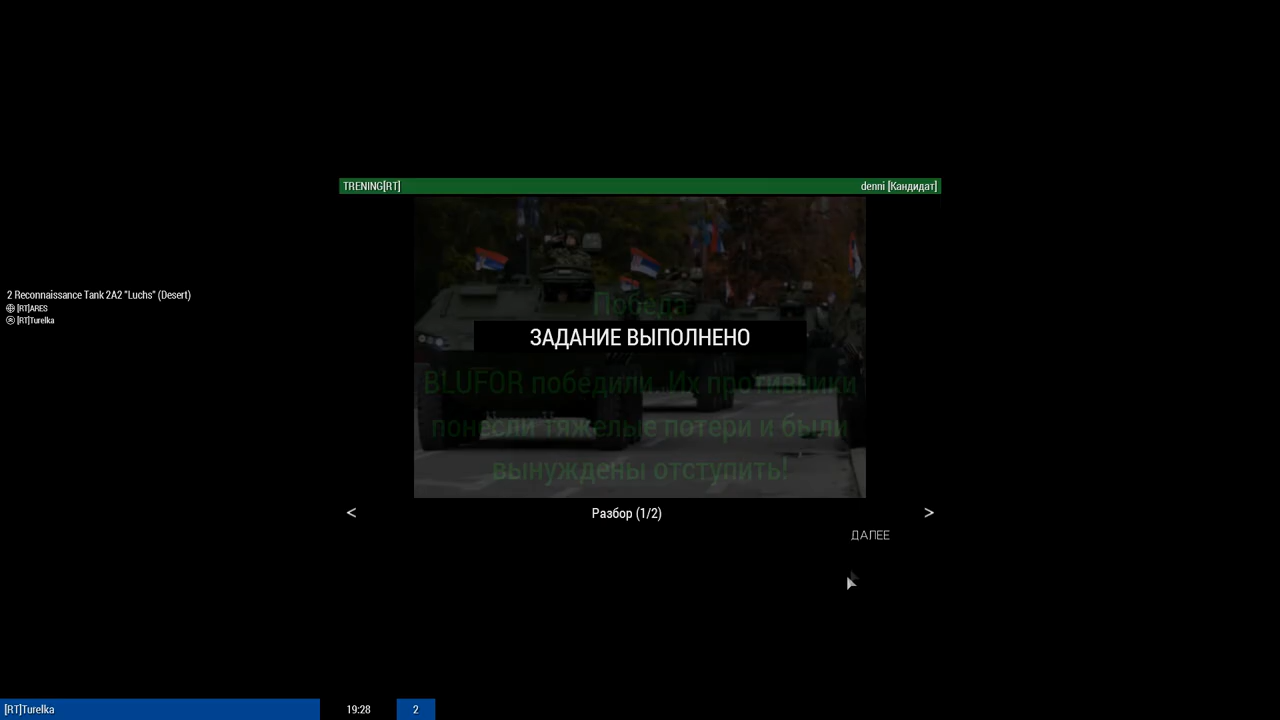 TRENING[RT]
denni [Кандидат]
2 Reconnaissance Tank 2A2 "Luchs" (Desert)
[RT]ARES
[RT]Turelka
Победа
ЗАДАНИЕ ВЫПОЛНЕНО
BLUFOR победили. Их противники
понесли тяжелые потери и были
вынуждены отступить!
<
Разбор (1/2)
>
ДАЛЕЕ
[RT]Turelka
19:28
2